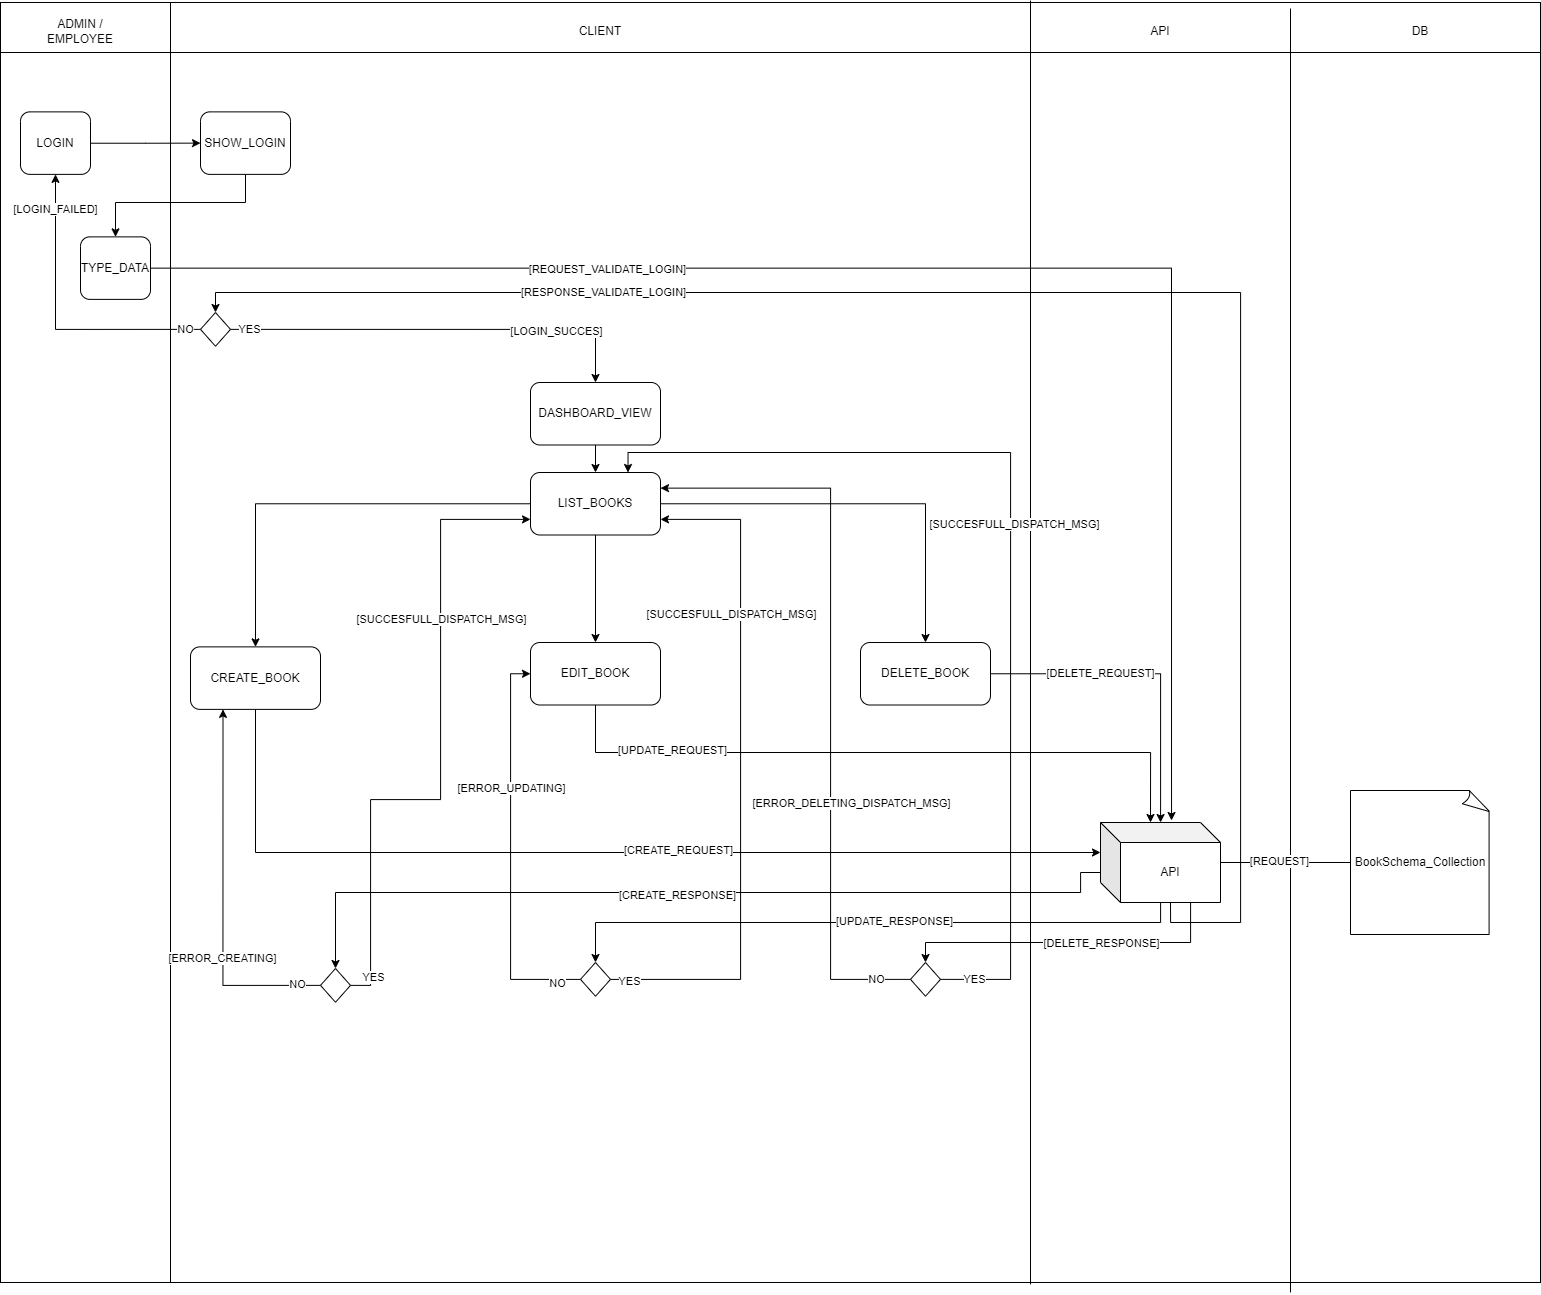 ADMIN /
EMPLOYEE
CLIENT
API
DB
LOGIN
SHOW_LOGIN
[LOGIN_FAILED]
TYPE_DATA
[REQUEST_VALIDATE_LOGIN]
[RESPONSE_VALIDATE_LOGIN]
NO
YES
[LOGIN_SUCCES]
DASHBOARD_VIEW
LIST_BOOKS
[SUCCESFULL_DISPATCH_MSG]
[SUCCESFULL_DISPATCH_MSG]
[SUCCESFULL_DISPATCH_MSG]
CREATE_BOOK
EDIT_BOOK
DELETE_BOOK
[DELETE_REQUEST]
[UPDATE_REQUEST]
[ERROR_UPDATING]
[ERROR_DELETING_DISPATCH_MSG]
[CREATE_REQUEST]
API
[REQUEST]
BookSchema_Collection
[CREATE_RESPONSE]
[UPDATE_RESPONSE]
[DELETE_RESPONSE]
[ERROR_CREATING]
NO
YES
NO
YES
NO
YES